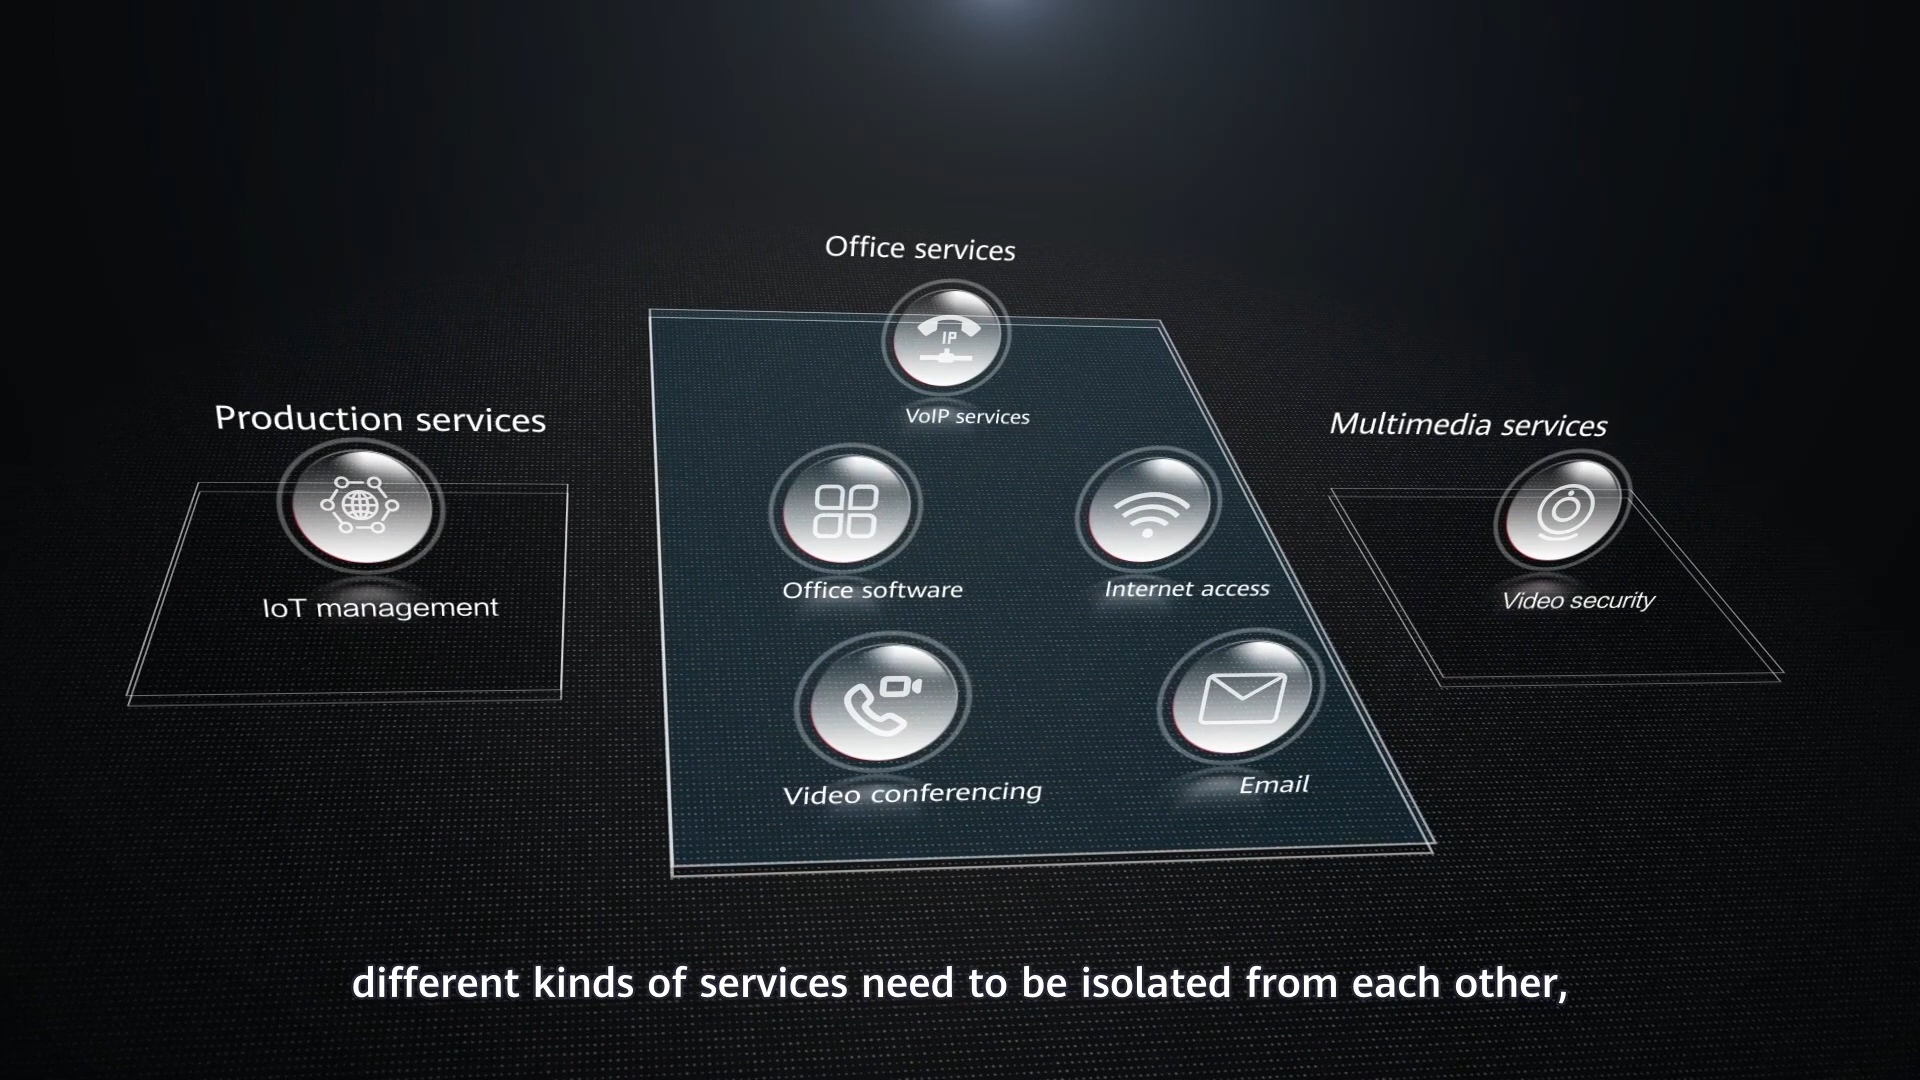 Office services
IP
VoIP services
Production services
Multimedia services
IoT management
Office software
Internet access
Video security
Video conferencing
Email
different kinds of services need to be isolated from each other,